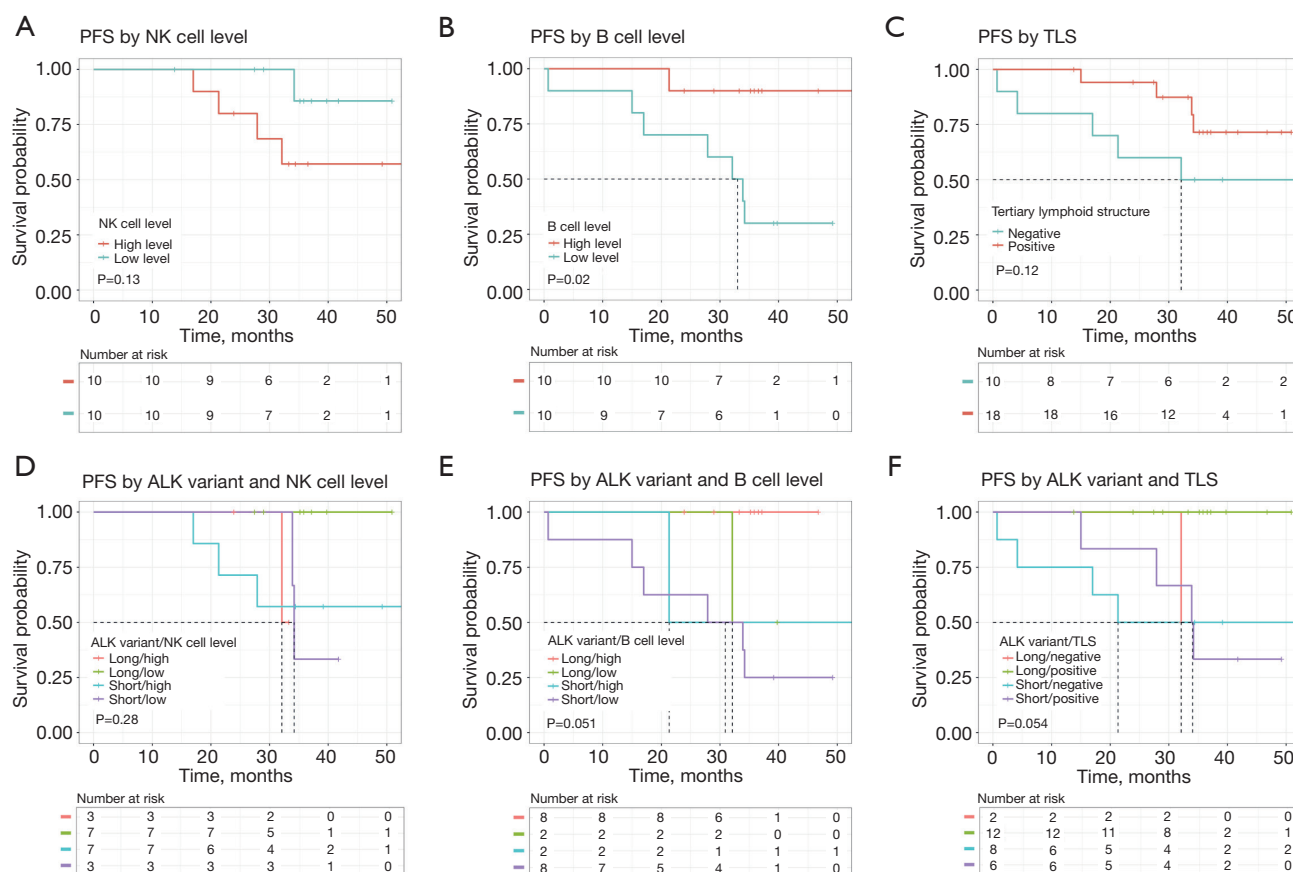 A
PFS by NK cell level
Survival probability
1.00
0.75
0.50
0.25
0.00
NK cell level
High level
Low level
P=0.13
0 10 20 30 40 50
Time, months
Number at risk
10 10 9 6 2 1
10 10 9 7 2 1
B
PFS by B cell level
Survival probability
1.00
0.75
0.50
0.25
0.00
B cell level
High level
Low level
P=0.02
0 10 20 30 40 50
Time, months
Number at risk
10 10 10 7 2 1
10 9 7 6 1 0
C
PFS by TLS
Survival probability
1.00
0.75
0.50
0.25
0.00
Tertiary lymphoid structure
Negative
Positive
P=0.12
0 10 20 30 40 50
Time, months
Number at risk
10 8 7 6 2 2
18 18 16 12 4 1
D
PFS by ALK variant and NK cell level
Survival probability
1.00
0.75
0.50
0.25
0.00
ALK variant/NK cell level
Long/high
Long/low
Short/high
Short/low
P=0.28
0 10 20 30 40 50
Time, months
Number at risk
3 3 3 2 0 0
7 7 7 5 1 1
7 7 6 4 2 1
3 3 3 3 1 0
E
PFS by ALK variant and B cell level
Survival probability
1.00
0.75
0.50
0.25
0.00
ALK variant/B cell level
Long/high
Long/low
Short/high
Short/low
P=0.051
0 10 20 30 40 50
Time, months
Number at risk
8 8 8 6 1 0
2 2 2 2 0 0
2 2 2 1 1 1
8 7 5 4 1 0
F
PFS by ALK variant and TLS
Survival probability
1.00
0.75
0.50
0.25
0.00
ALK variant/TLS
Long/negative
Long/positive
Short/negative
Short/positive
P=0.054
0 10 20 30 40 50
Time, months
Number at risk
2 2 2 2 0 0
12 12 11 8 2 1
8 6 5 4 2 2
6 6 5 4 2 0